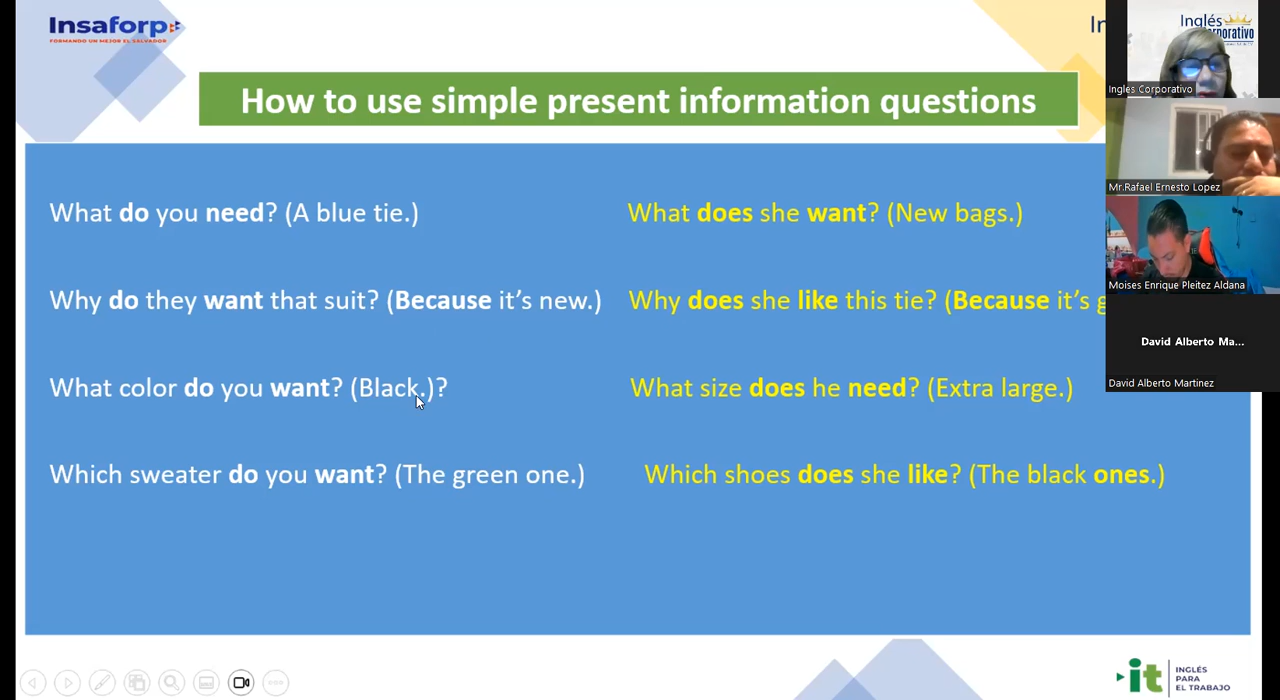 Insaforp
FORMANDO UN MEJOR EL SALVADOR
In
Inglés
rporativo
Ingles Corporativo
How to use simple present information questions
Mr.Rafael Ernesto Lopez
What do you need? (A blue tie.)
What does she want? (New bags.)
Moises Enrique Pleitez Aldana
Why do they want that suit? (Because it's new.)
Why does she like this tie? (Because it's g
David Alberto Ma...
David Alberto Martinez
What color do you want? (Black.)?
What size does he need? (Extra large.)
Which sweater do you want? (The green one.)
Which shoes does she like? (The black ones.)
it
INGLÉS
PARA
EL TRABAJO